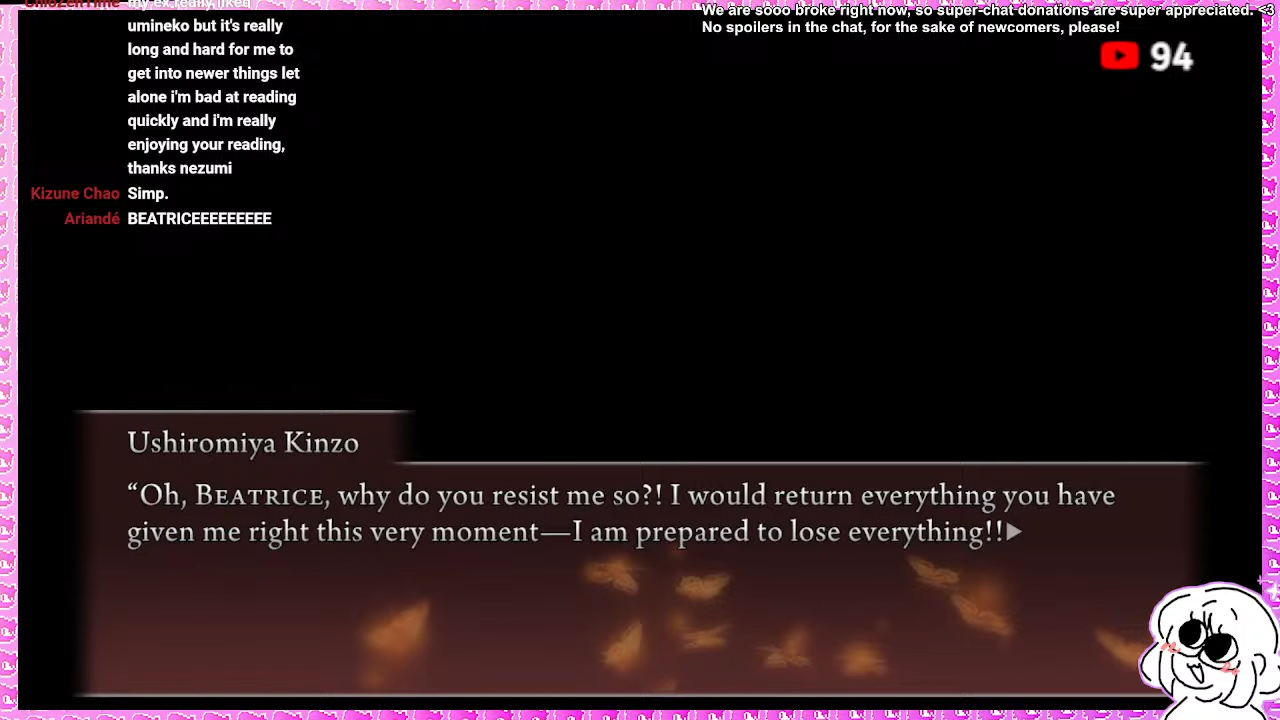 my ex really liked
umineko but it's really
long and hard for me to
get into newer things let
alone i'm bad at reading
quickly and i'm really
enjoying your reading,
thanks nezumi
Kizune Chao Simp.
Ariandé BEATRICEEEEEEEEE
We are sooo broke right now, so super-chat donations are super appreciated. <3
No spoilers in the chat, for the sake of newcomers, please!
94
Ushiromiya Kinzo
“Oh, BEATRICE, why do you resist me so?! I would return everything you have
given me right this very moment—I am prepared to lose everything!!